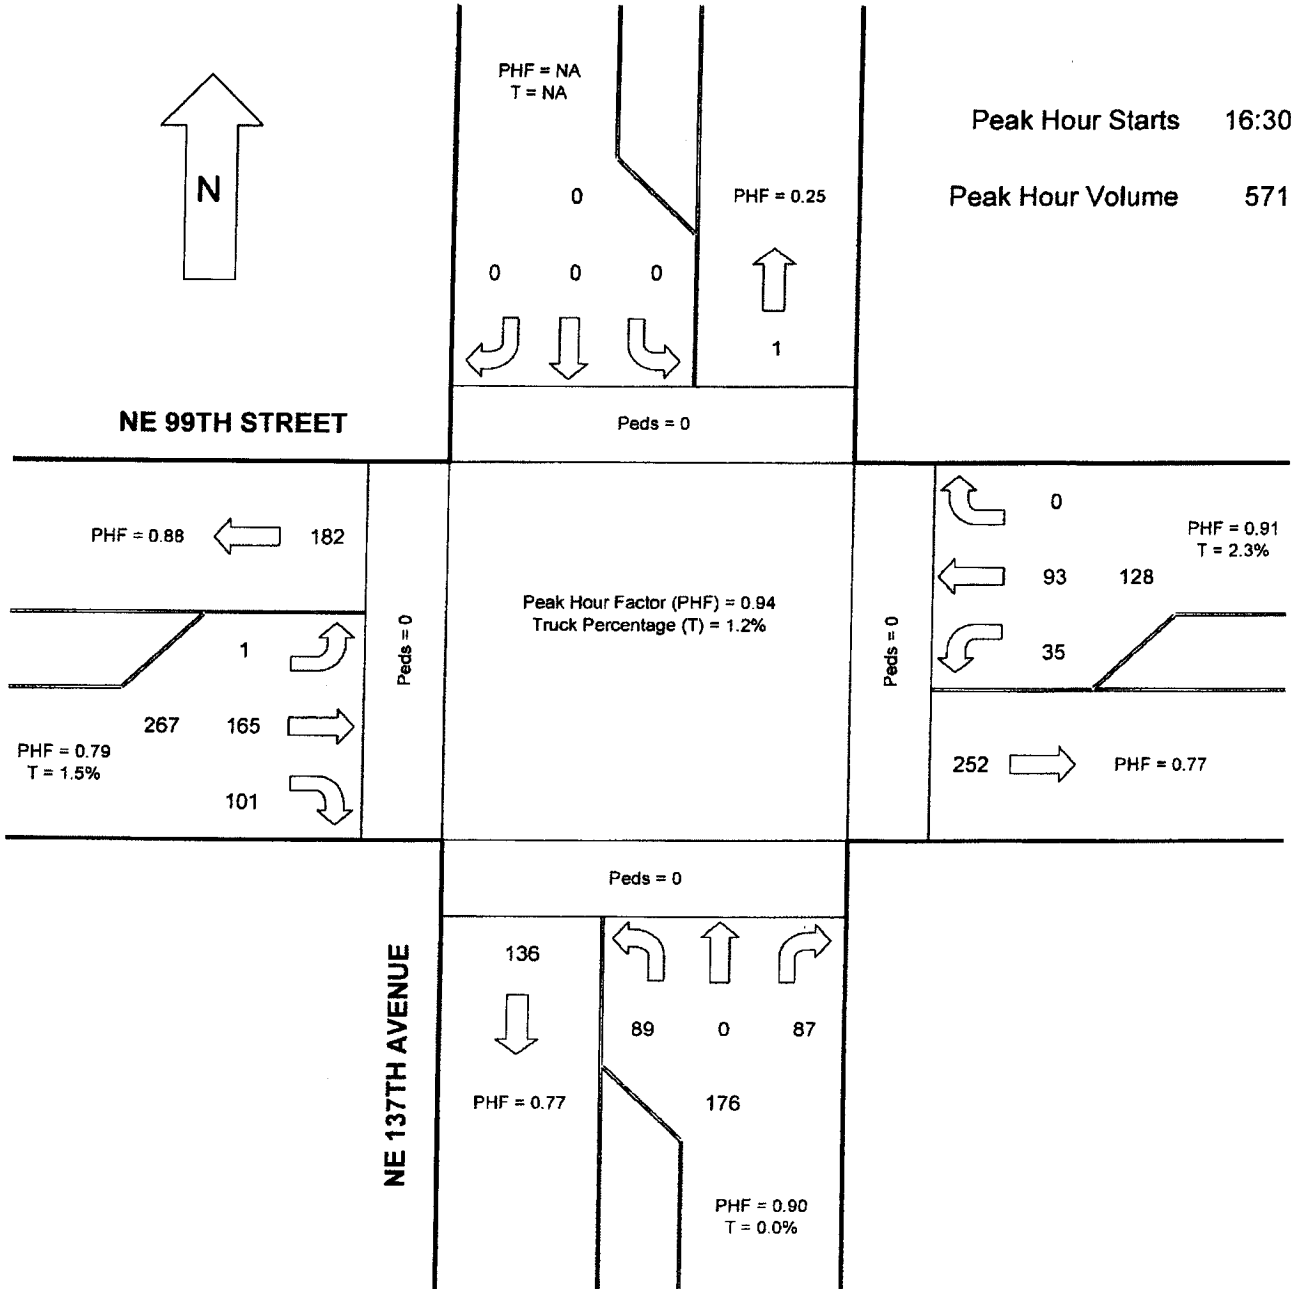 PHF = NA
T = NA
Peak Hour Starts 16:30
N
0
PHF = 0.25
Peak Hour Volume 571
0 0 0
1
NE 99TH STREET
Peds = 0
PHF = 0.88 182
0
PHF = 0.91
T = 2.3%
93 128
Peak Hour Factor (PHF) = 0.94
Truck Percentage (T) = 1.2%
Peds = 0
Peds = 0
1
35
267 165
PHF = 0.79
T = 1.5%
101
252 PHF = 0.77
Peds = 0
136
89 0 87
NE 137TH AVENUE
PHF = 0.77
176
PHF = 0.90
T = 0.0%